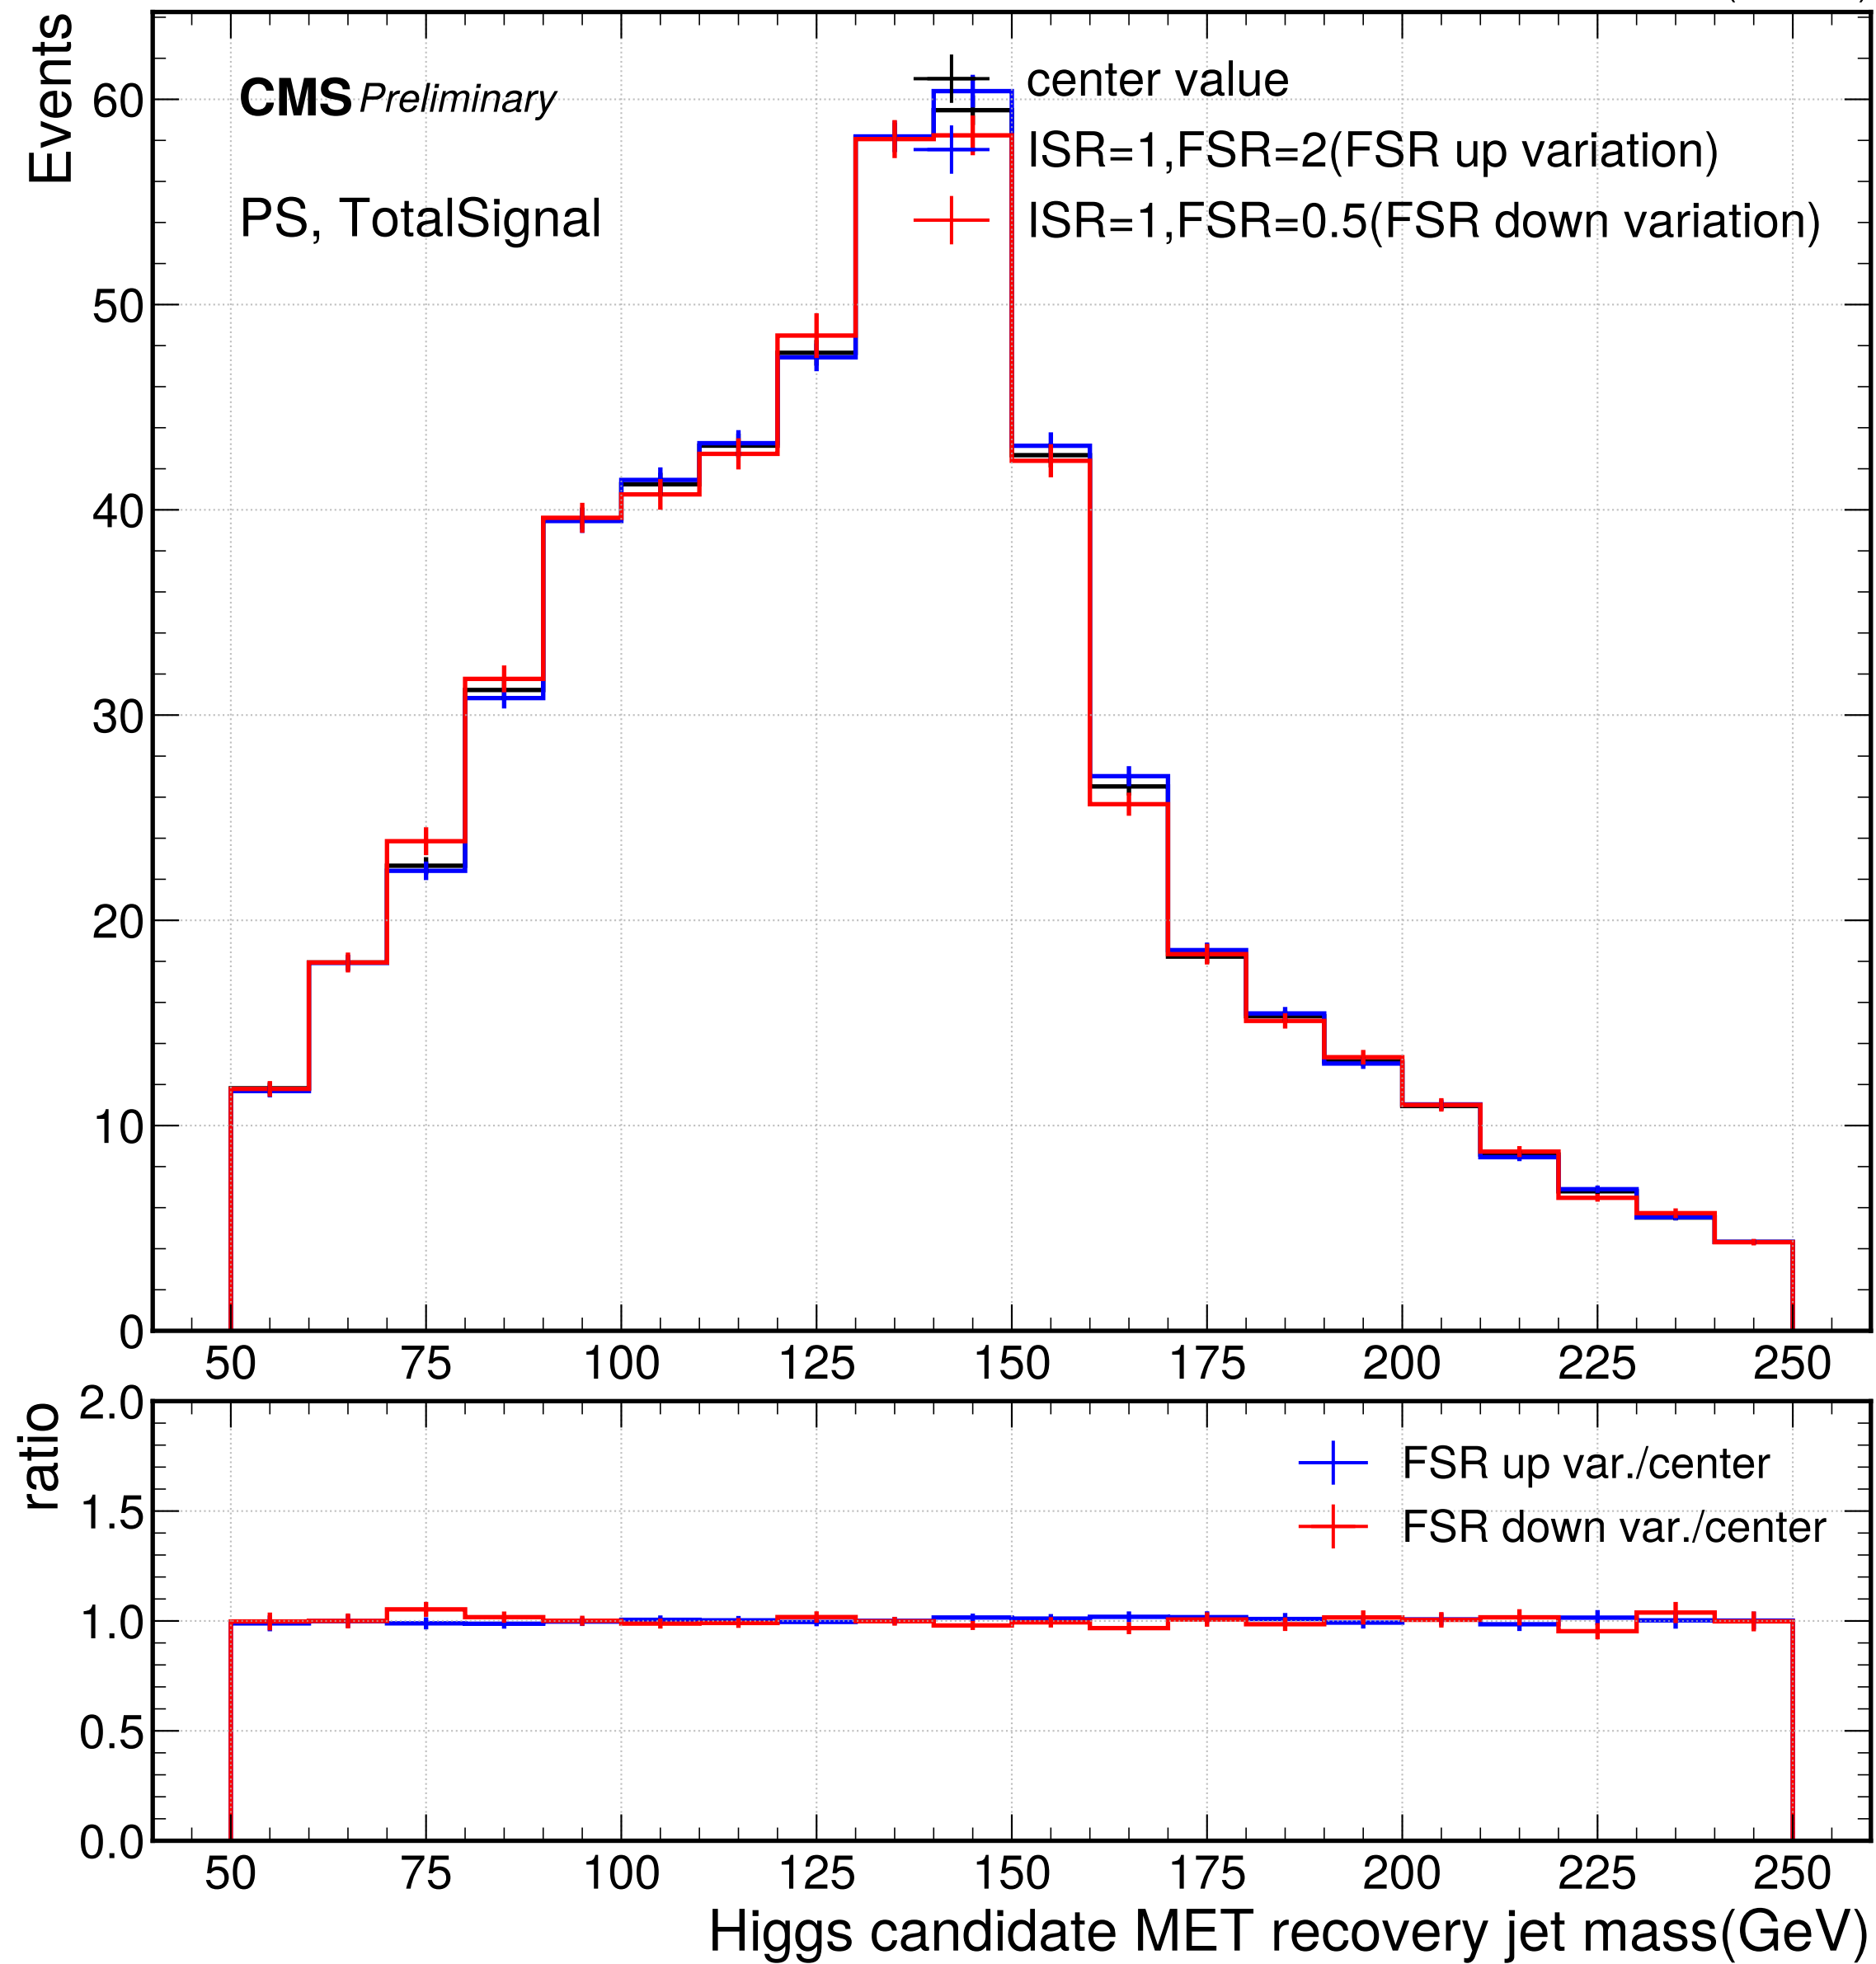 Events
CMS Preliminary
PS, TotalSignal
center value
ISR=1,FSR=2(FSR up variation)
ISR=1,FSR=0.5(FSR down variation)
60
50
40
30
20
10
0
50 75 100 125 150 175 200 225 250
ratio
2.0
1.5
1.0
0.5
0.0
FSR up var./center
FSR down var./center
50 75 100 125 150 175 200 225 250
Higgs candidate MET recovery jet mass(GeV)